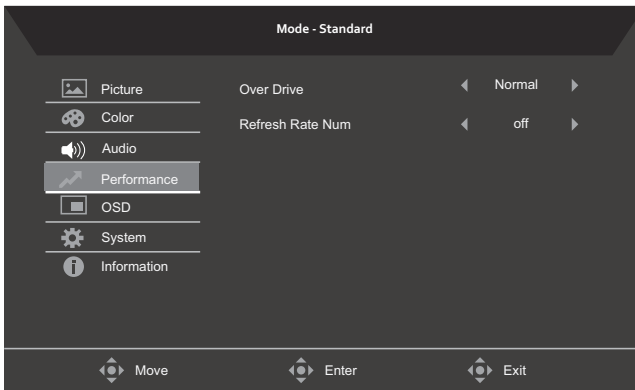 Mode - Standard
Picture
Over Drive Normal
Color
Refresh Rate Num off
Audio
Performance
OSD
System
Information
Move Enter Exit